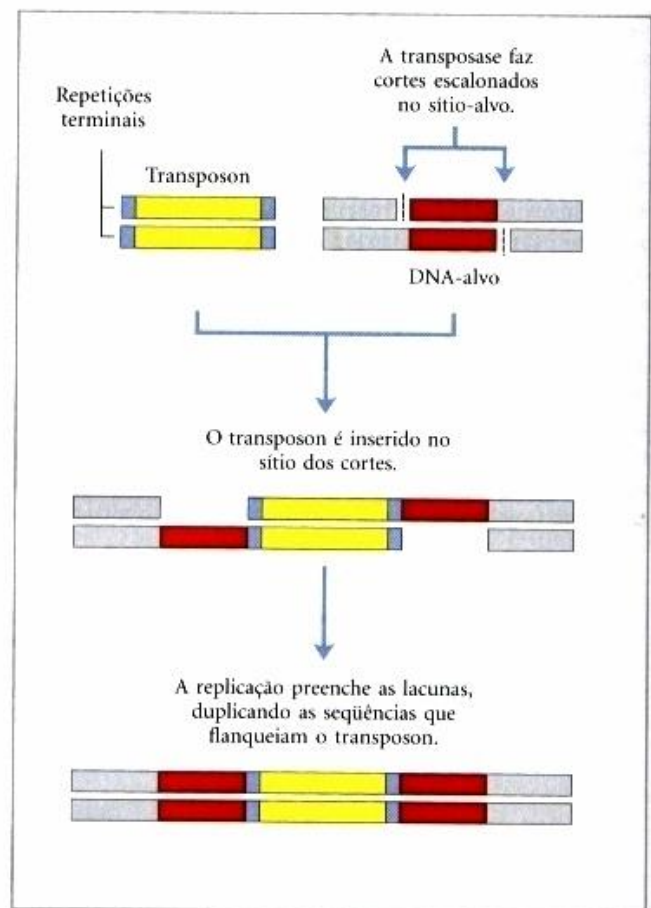 A transposase faz
cortes escalonados
no sítio-alvo.
Repetições
terminais
Transposon
DNA-alvo
O transposon é inserido no
sítio dos cortes.
A replicação preenche as lacunas,
duplicando as seqüências que
flanqueiam o transposon.